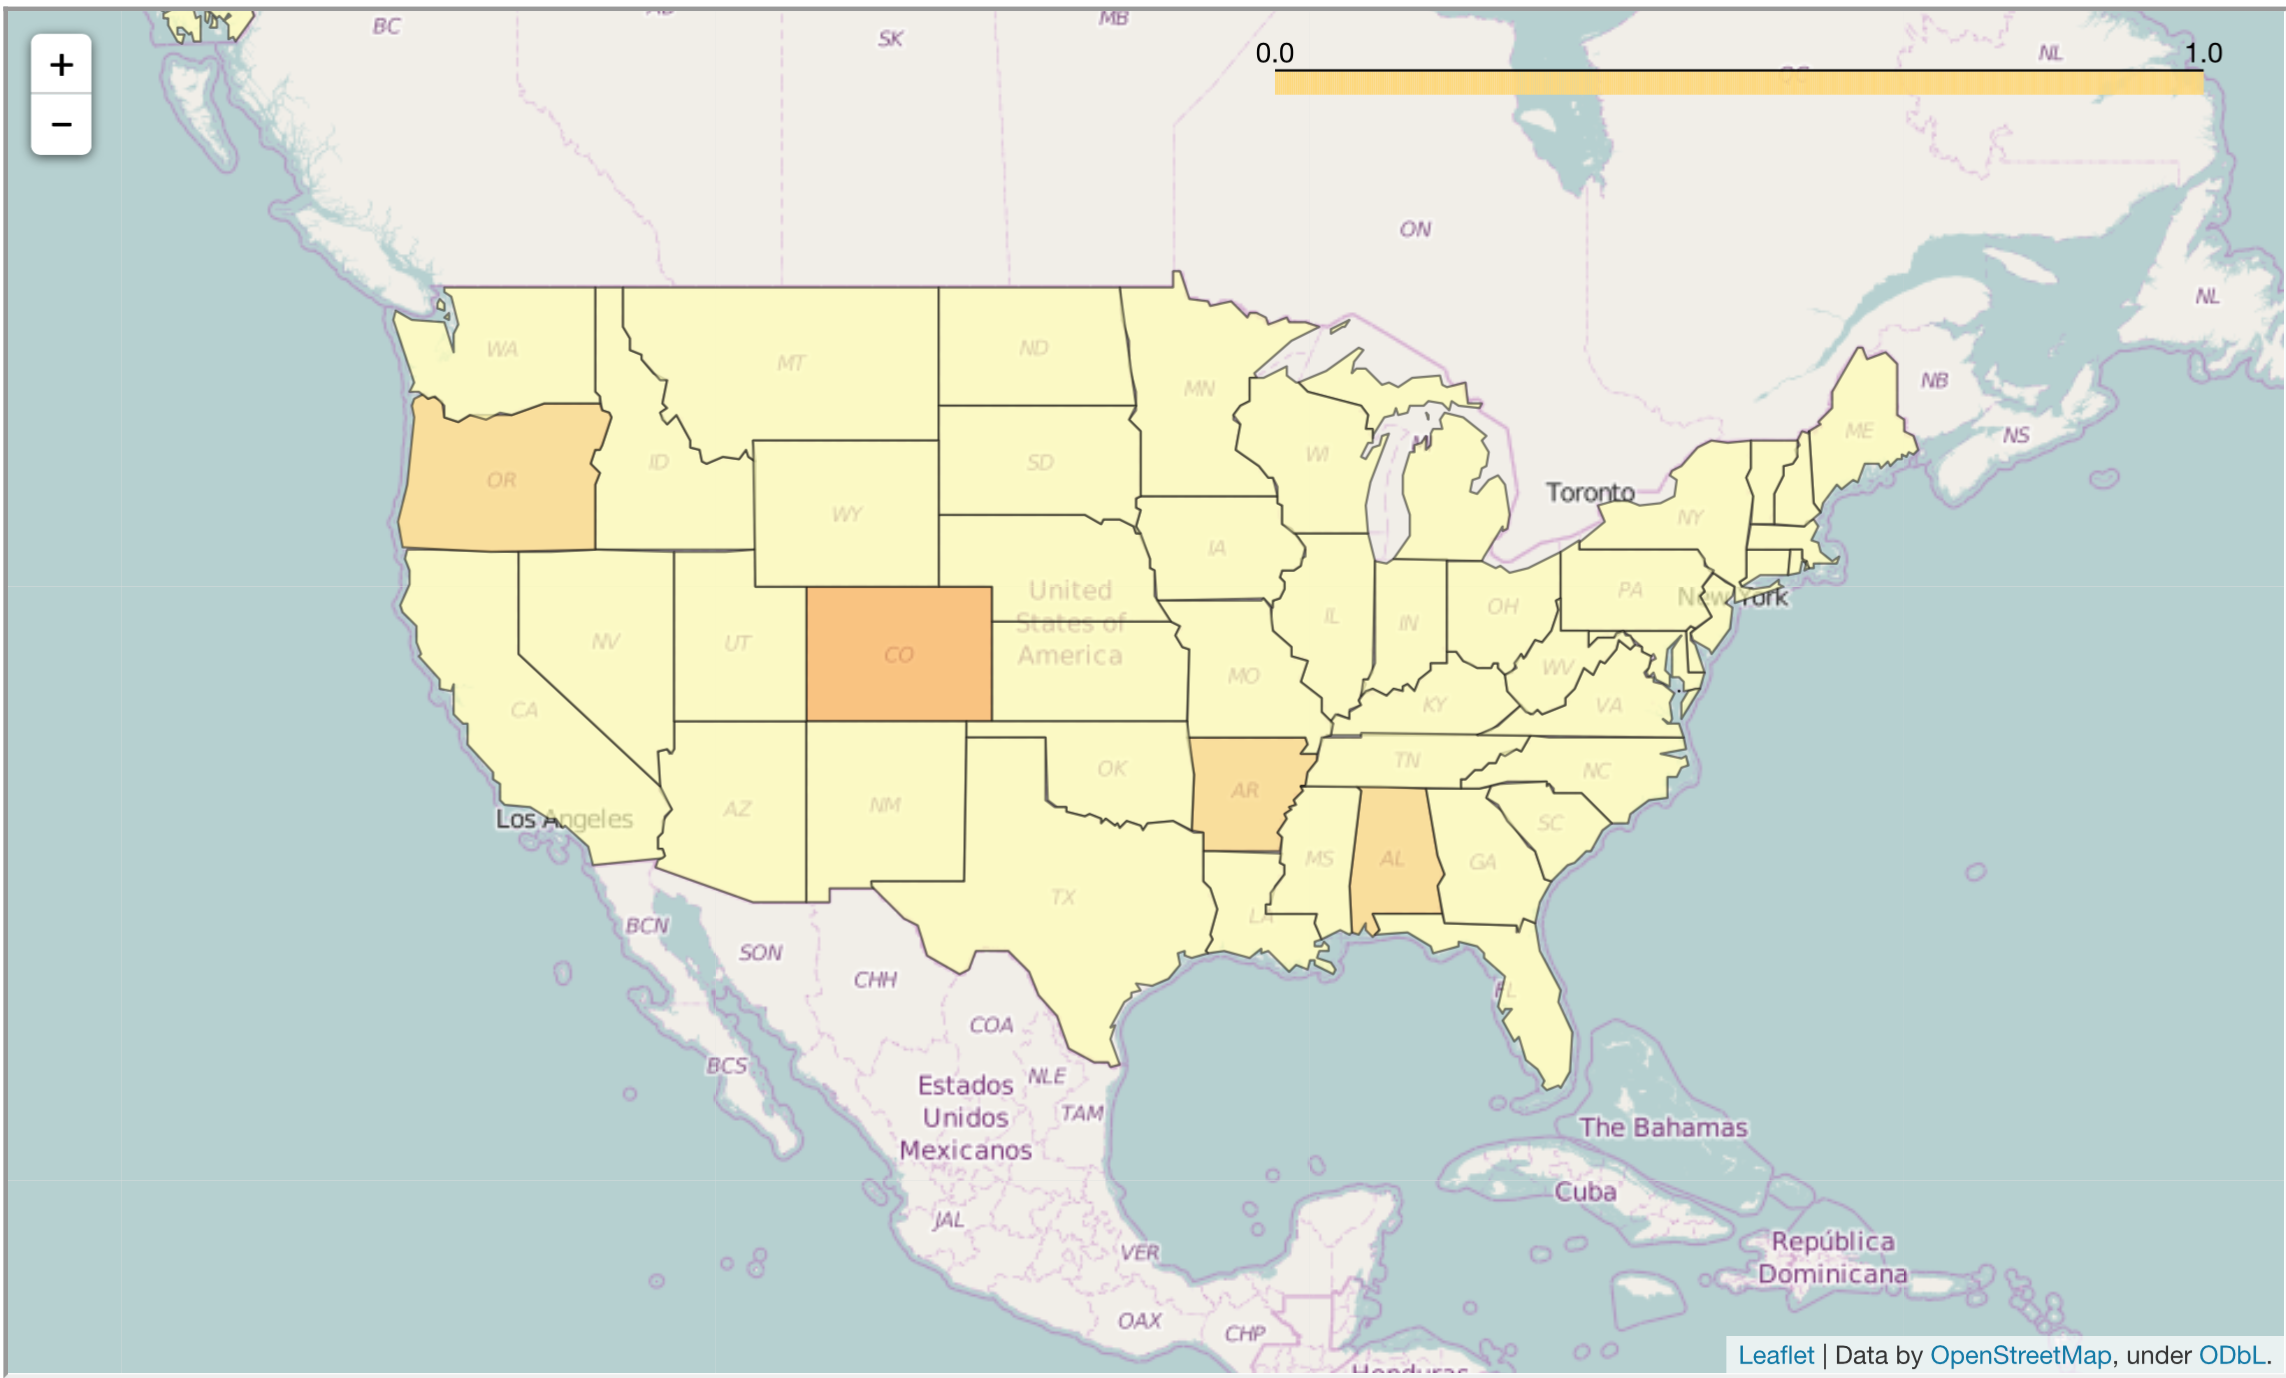 BC
SK
MB
NL
+
−
0.0
1.0
ON
NL
WA
MT
ND
MN
NB
ME
NS
OR
ID
SD
WI
MI
Toronto
WY
NY
IA
United
States of
America
PA
New York
OH
NV
UT
CO
IL
IN
MO
WV
CA
KY
VA
OK
TN
NC
AR
AZ
NM
Los Angeles
SC
MS
AL
GA
TX
LA
BCN
SON
CHH
FL
COA
BCS
NLE
Estados
Unidos
Mexicanos
TAM
The Bahamas
Cuba
JAL
VER
República
Dominicana
OAX
CHP
Honduras
Leaflet | Data by OpenStreetMap, under ODbL.